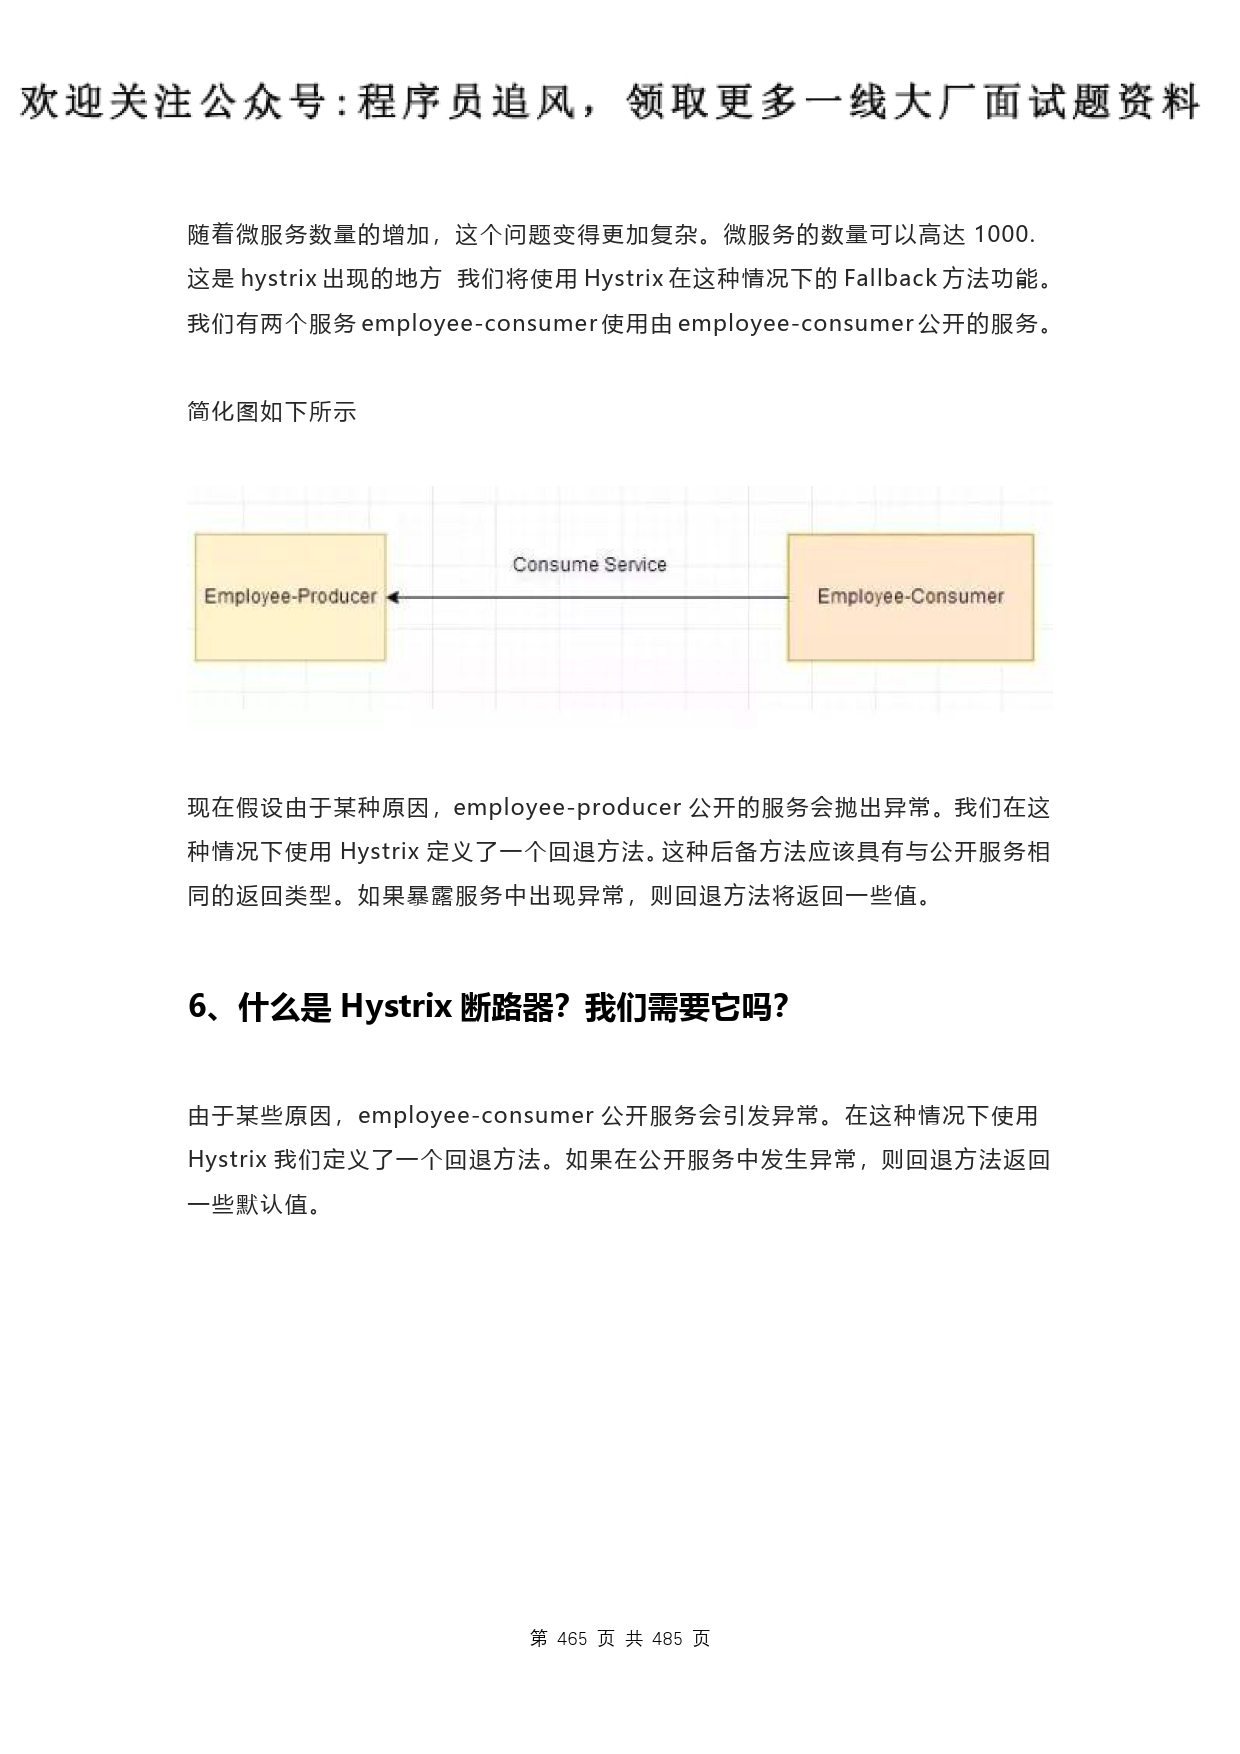 欢迎关注公众号:程序员追风，领取更多一线大厂面试题资料
随着微服务数量的增加，这个问题变得更加复杂。微服务的数量可以高达 1000.
这是 hystrix 出现的地方 我们将使用 Hystrix 在这种情况下的 Fallback 方法功能。
我们有两个服务 employee-consumer 使用由 employee-consumer 公开的服务。
简化图如下所示
Consume Service
Employee-Producer
Employee-Consumer
现在假设由于某种原因，employee-producer 公开的服务会抛出异常。我们在这
种情况下使用 Hystrix 定义了一个回退方法。这种后备方法应该具有与公开服务相
同的返回类型。如果暴露服务中出现异常，则回退方法将返回一些值。
6、什么是 Hystrix 断路器？我们需要它吗？
由于某些原因，employee-consumer 公开服务会引发异常。在这种情况下使用
Hystrix 我们定义了一个回退方法。如果在公开服务中发生异常，则回退方法返回
一些默认值。
第 465 页 共 485 页